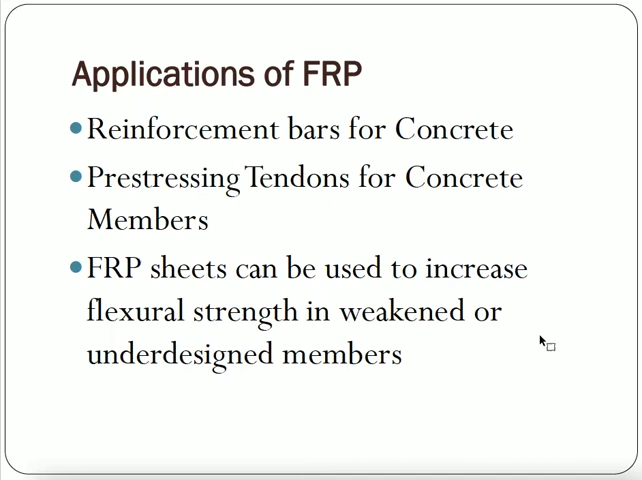 Applications of FRP
Reinforcement bars for Concrete
Prestressing Tendons for Concrete
Members
FRP sheets can be used to increase
flexural strength in weakened or
underdesigned members